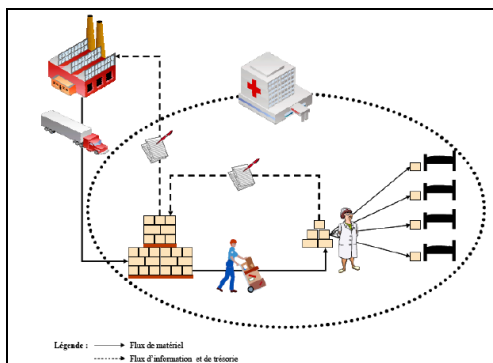 Légende : Flux de matériel
Flux d'information et de trésorie